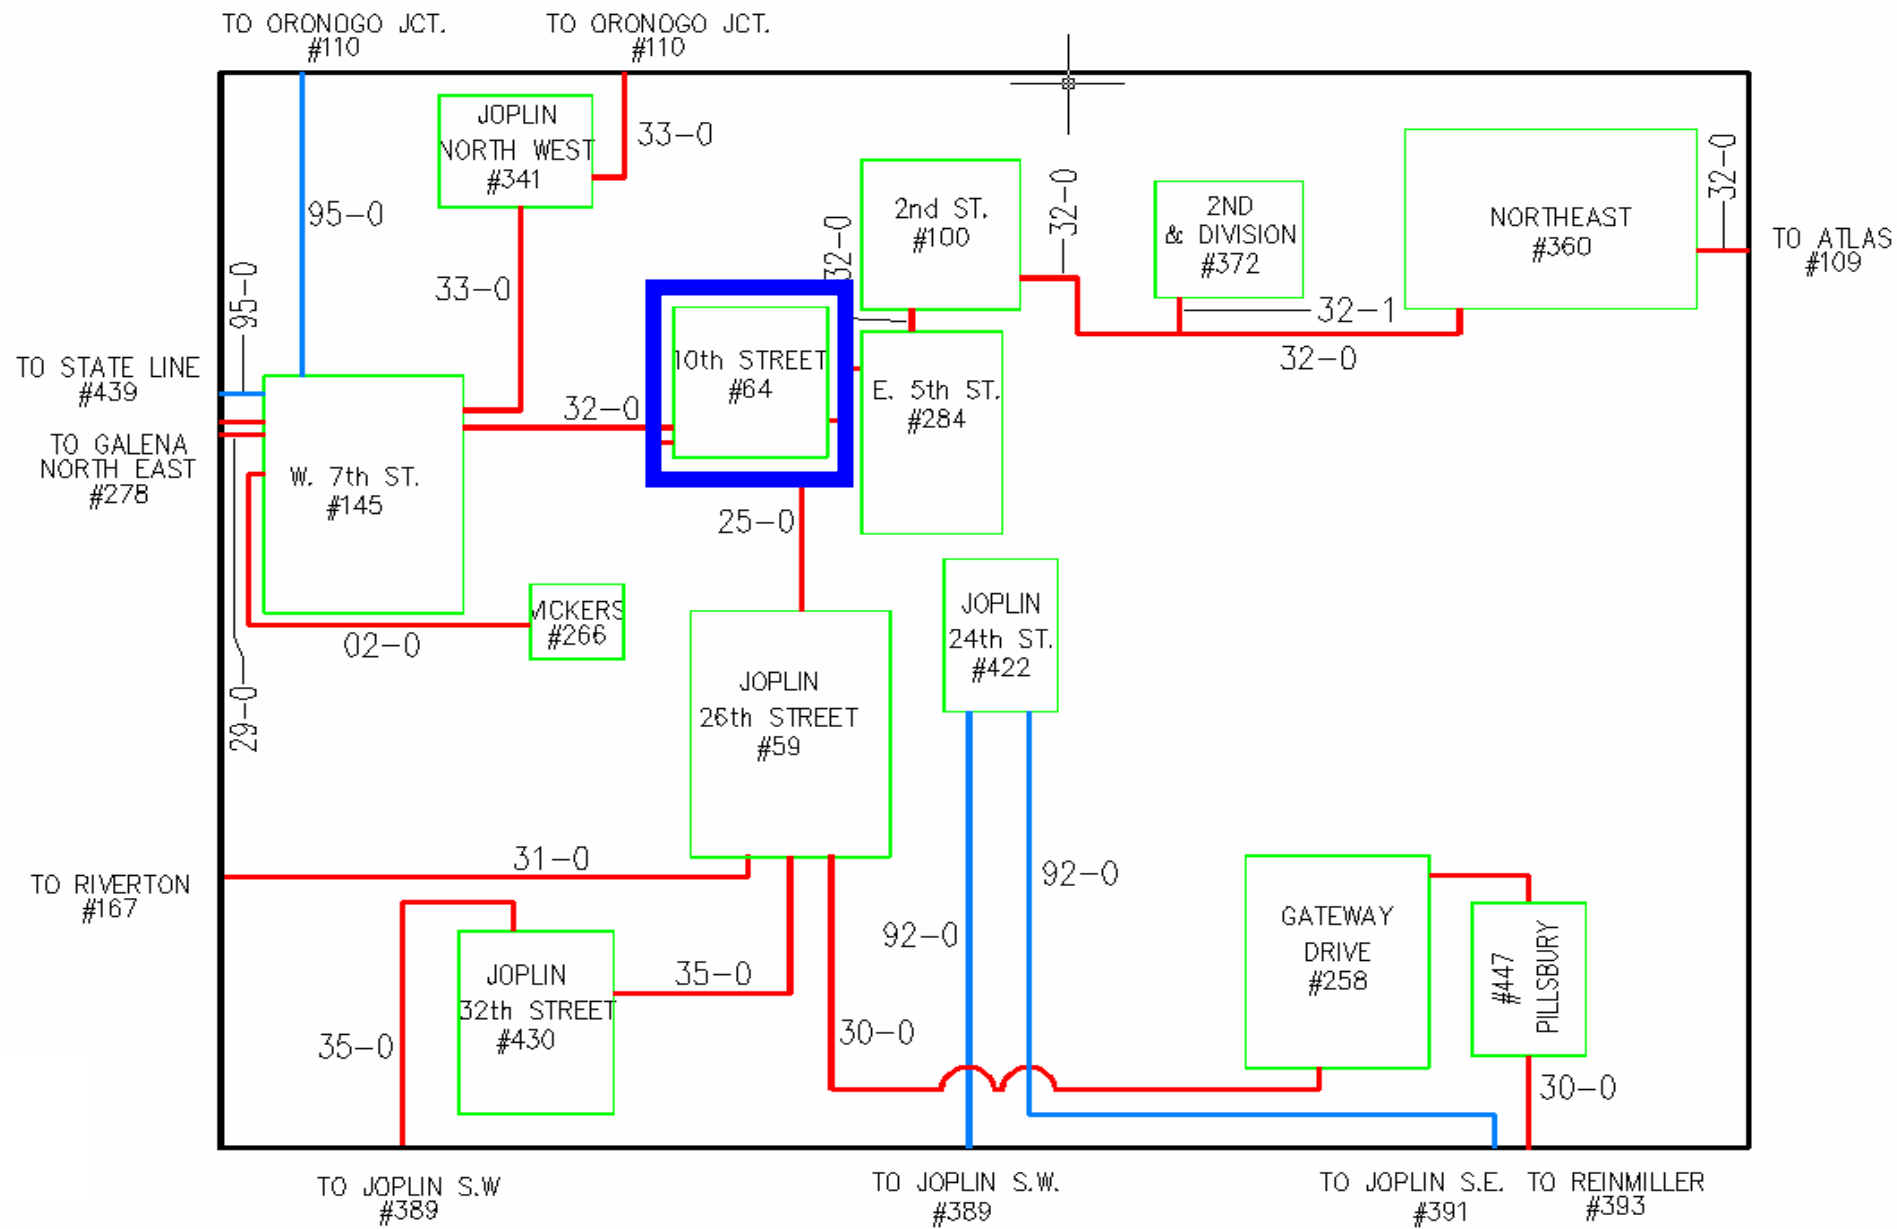 TO ORONOGO JCT.
#110
TO ORONOGO JCT.
#110
JOPLIN
NORTH WEST
#341
33-0
95-0
33-0
2nd ST.
#100
32-0
32-0
2ND
& DIVISION
#372
32-1
32-0
NORTHEAST
#360
32-0
TO ATLAS
#109
95-0
TO STATE LINE
#439
TO GALENA
NORTH EAST
#278
W. 7th ST.
#145
32-0
10th STREET
#64
E. 5th ST.
#284
25-0
VICKERS
#266
02-0
29-0
JOPLIN
26th STREET
#59
JOPLIN
24th ST.
#422
31-0
TO RIVERTON
#167
JOPLIN
32th STREET
#430
35-0
35-0
30-0
92-0
92-0
GATEWAY
DRIVE
#258
#447
PILLSBURY
30-0
TO JOPLIN S.W
#389
TO JOPLIN S.W.
#389
TO JOPLIN S.E.
#391
TO REINMILLER
#393